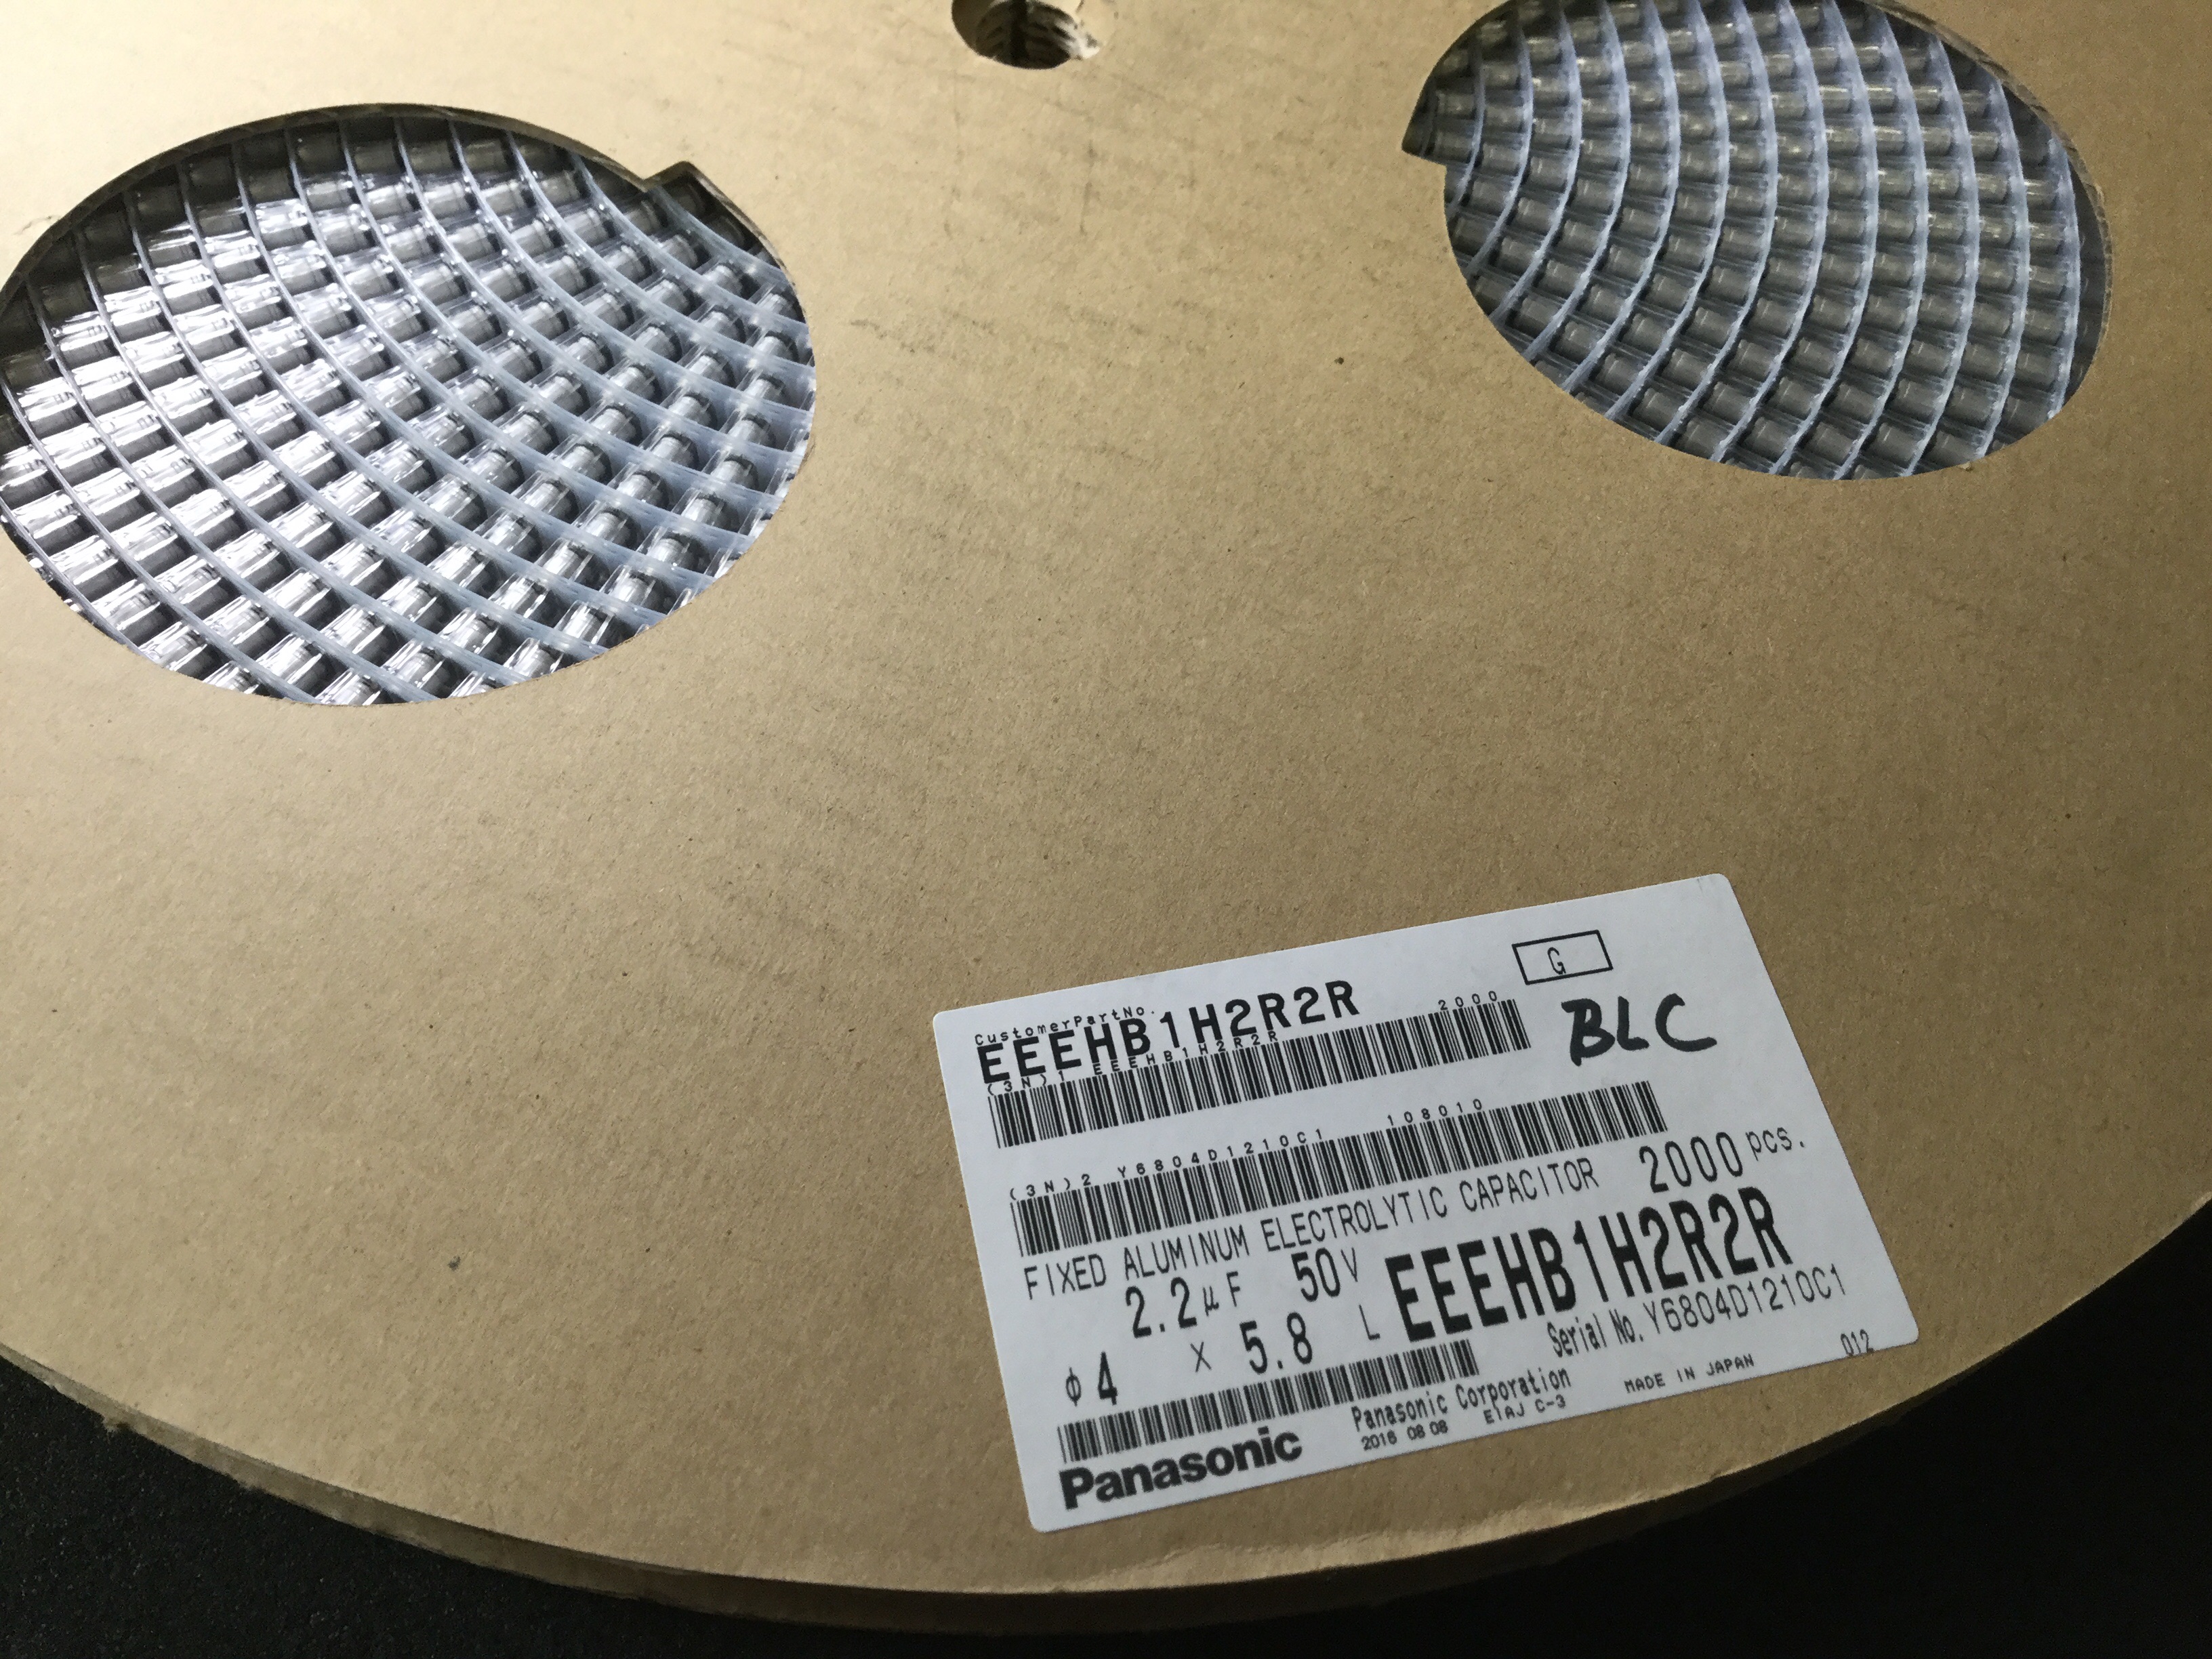 G
CustomerPartNo.
EEEHB1H2R2R
BLC
(3N)1 EEEHB1H2R2R 2000
(3N)2 Y6804D1210C1 108010
FIXED ALUMINUM ELECTROLYTIC CAPACITOR 2000 pcs.
2.2μF 50V EEEHB1H2R2R
φ4 x 5.8 L Serial No. Y6804D1210C1
Panasonic Corporation MADE IN JAPAN 012
2016 08 08 EIAJ C-3
Panasonic